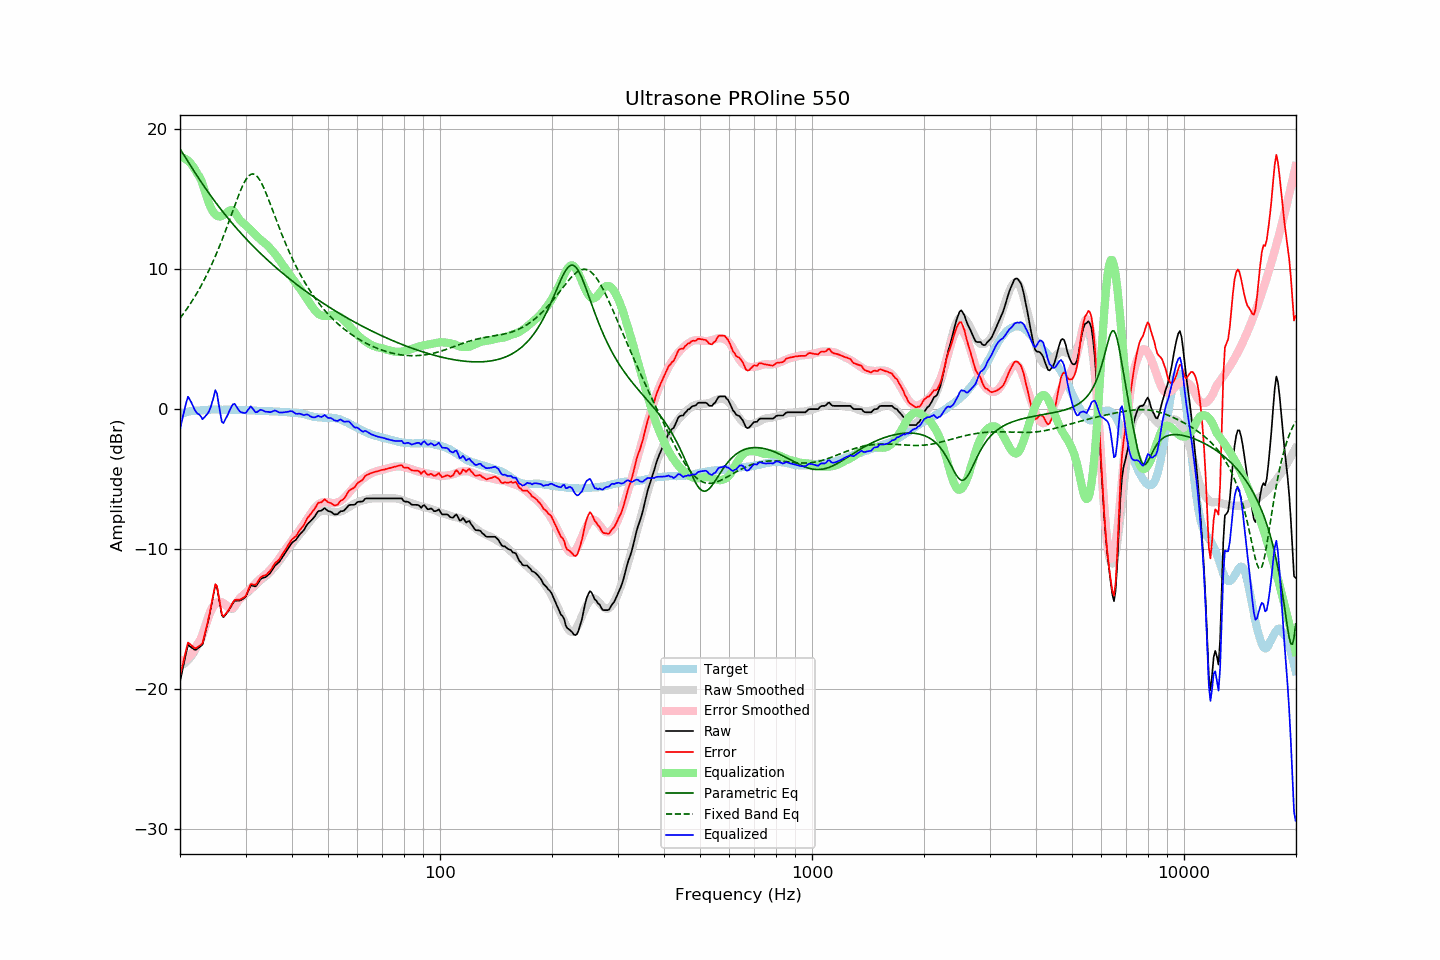 Ultrasone PROline 550
20
10
0
−10
−20
−30
Amplitude (dBr)
Target
Raw Smoothed
Error Smoothed
Raw
Error
Equalization
Parametric Eq
Fixed Band Eq
Equalized
100
1000
10000
Frequency (Hz)